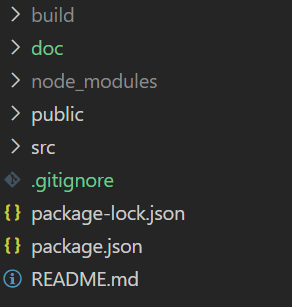 build
doc
node_modules
public
src
.gitignore
package-lock.json
package.json
README.md